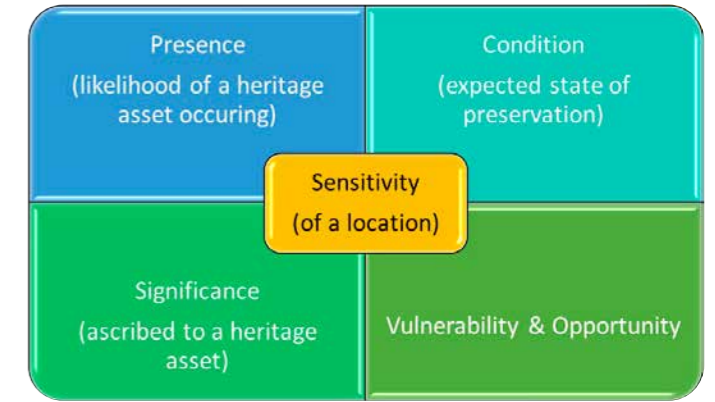 Presence
(likelihood of a heritage
asset occuring)
Condition
(expected state of
preservation)
Sensitivity
(of a location)
Significance
(ascribed to a heritage
asset)
Vulnerability & Opportunity